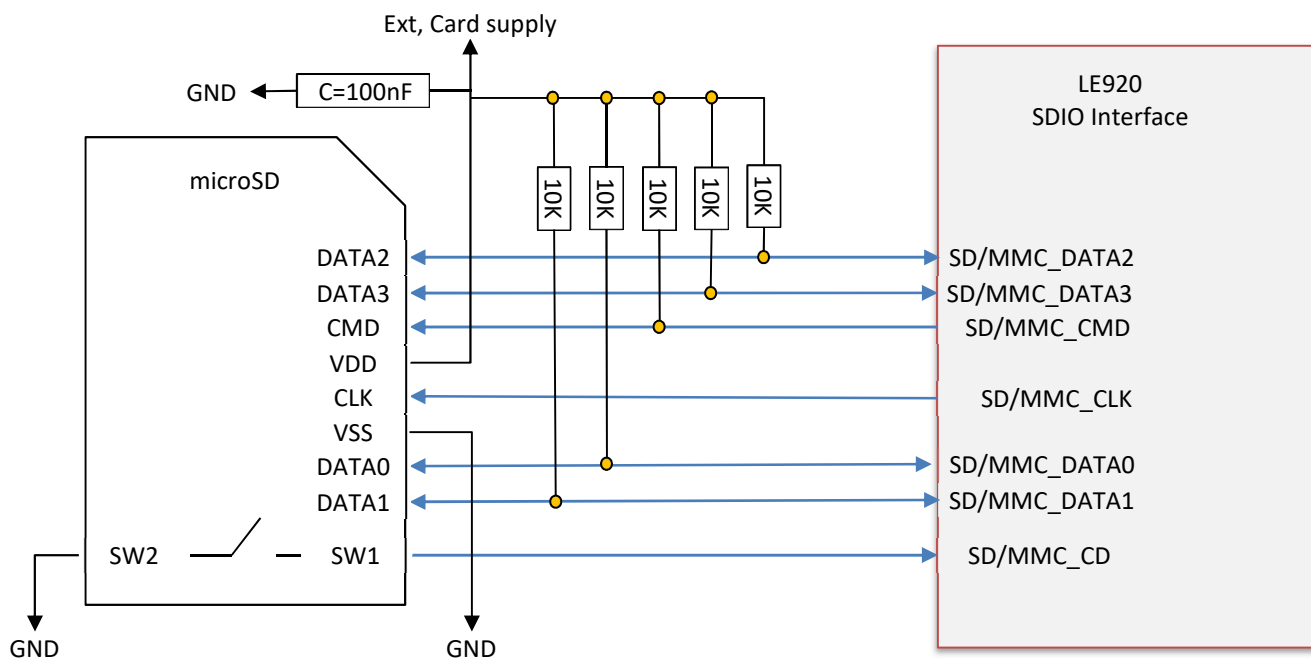 Ext, Card supply
GND
C=100nF
LE920
SDIO Interface
microSD
10K
10K
10K
10K
10K
DATA2
SD/MMC_DATA2
DATA3
SD/MMC_DATA3
CMD
SD/MMC_CMD
VDD
CLK
SD/MMC_CLK
VSS
DATA0
SD/MMC_DATA0
DATA1
SD/MMC_DATA1
SW2
SW1
SD/MMC_CD
GND
GND